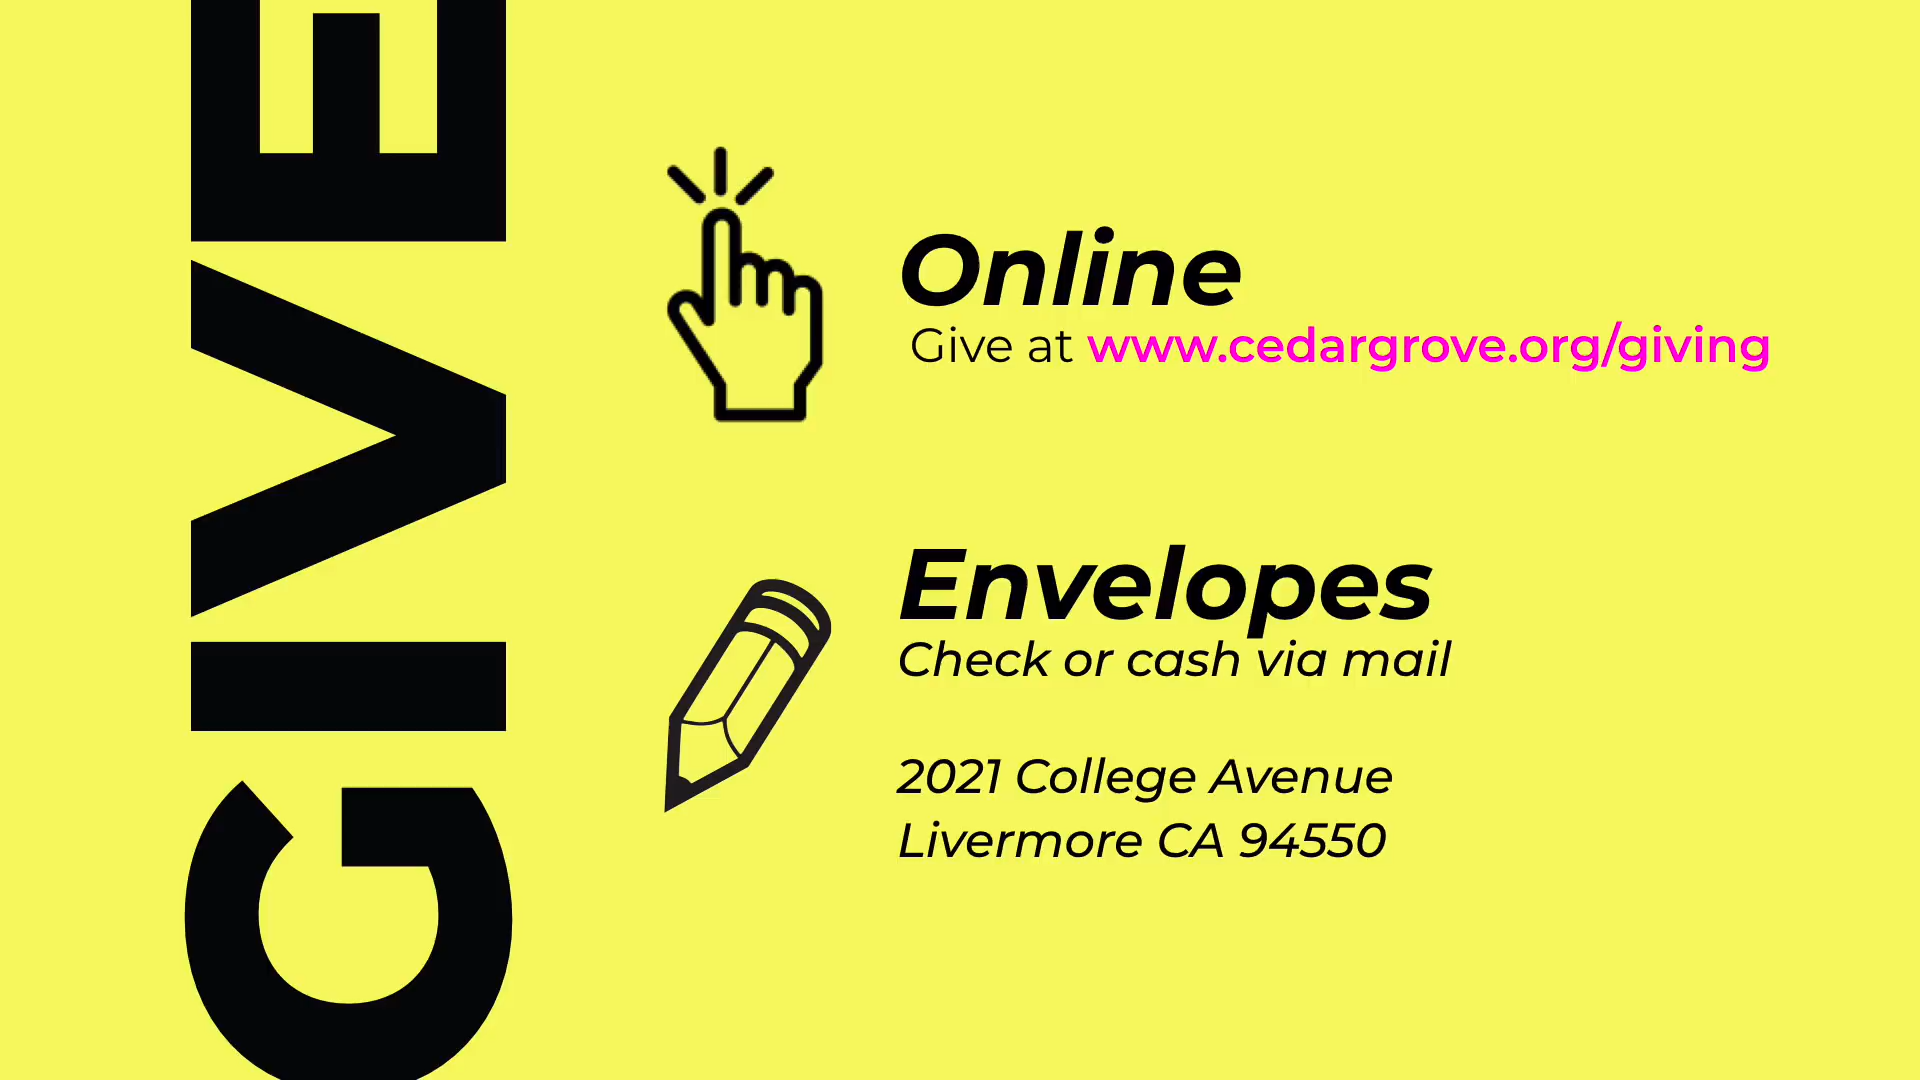 GIVE
Online
Give at www.cedargrove.org/giving
Envelopes
Check or cash via mail
2021 College Avenue
Livermore CA 94550